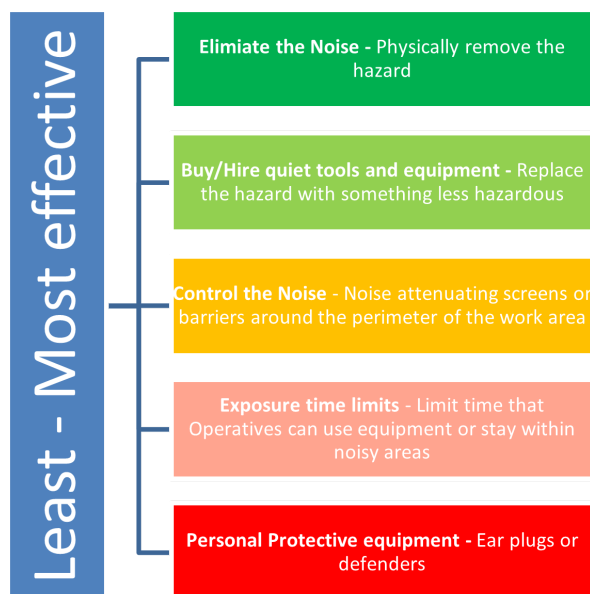 Least - Most effective
Elimiate the Noise - Physically remove the
hazard
Buy/Hire quiet tools and equipment - Replace
the hazard with something less hazardous
Control the Noise - Noise attenuating screens or
barriers around the perimeter of the work area
Exposure time limits - Limit time that
Operatives can use equipment or stay within
noisy areas
Personal Protective equipment - Ear plugs or
defenders